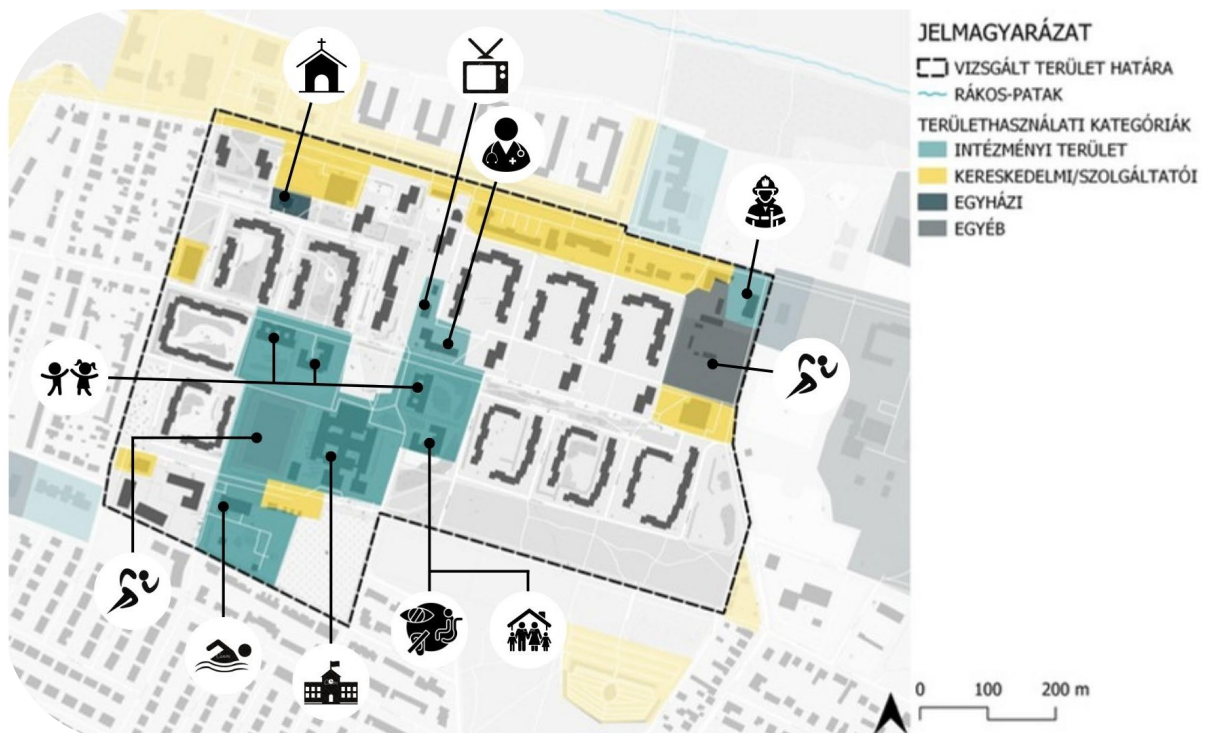 JELMAGYARÁZAT
VIZSGÁLT TERÜLET HATÁRA
RÁKOS-PATAK
TERÜLETHASZNÁLATI KATEGÓRIÁK
INTÉZMÉNYI TERÜLET
KERESKEDELMI/SZOLGÁLTATÓI
EGYHÁZI
EGYÉB
0 100 200 m